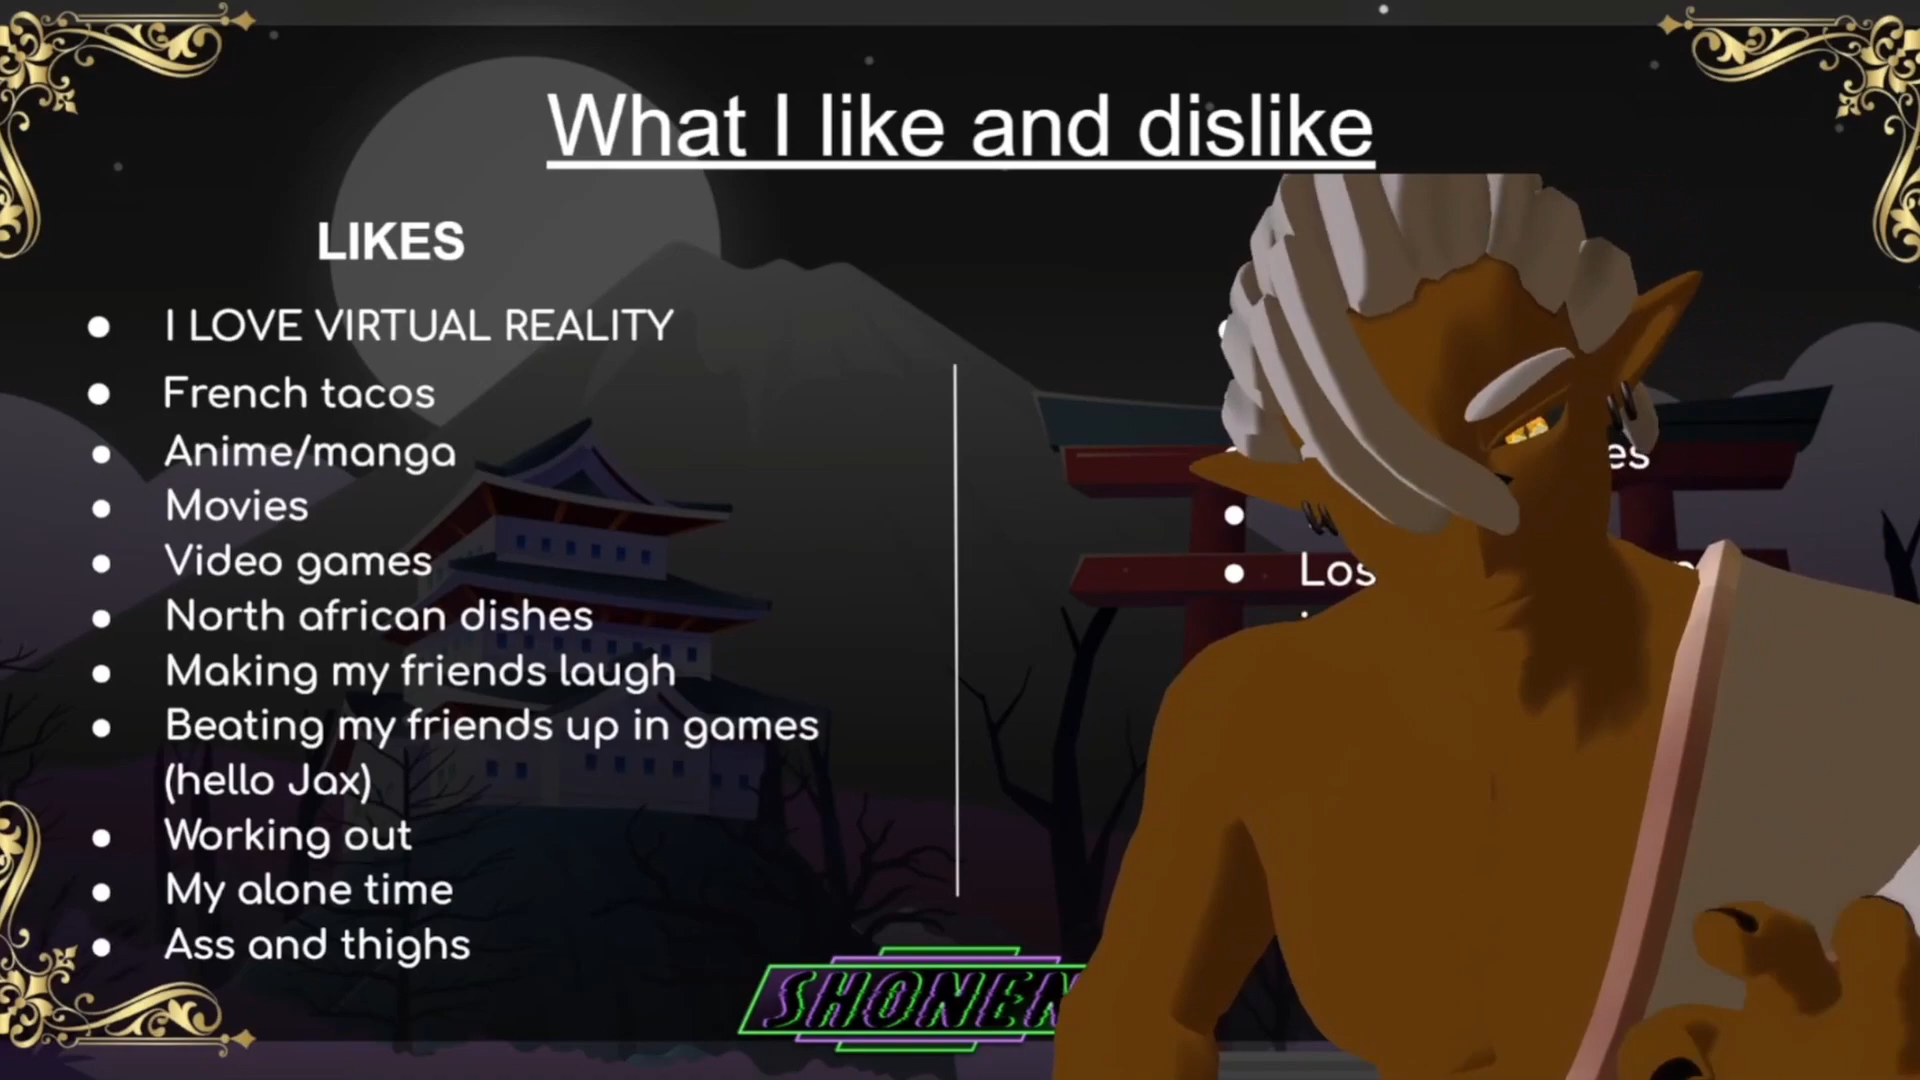 What I like and dislike
LIKES
I LOVE VIRTUAL REALITY
French tacos
Anime/manga
Movies
Video games
North african dishes
Making my friends laugh
Beating my friends up in games
(hello Jax)
Working out
My alone time
Ass and thighs
es
Los
SHONEN